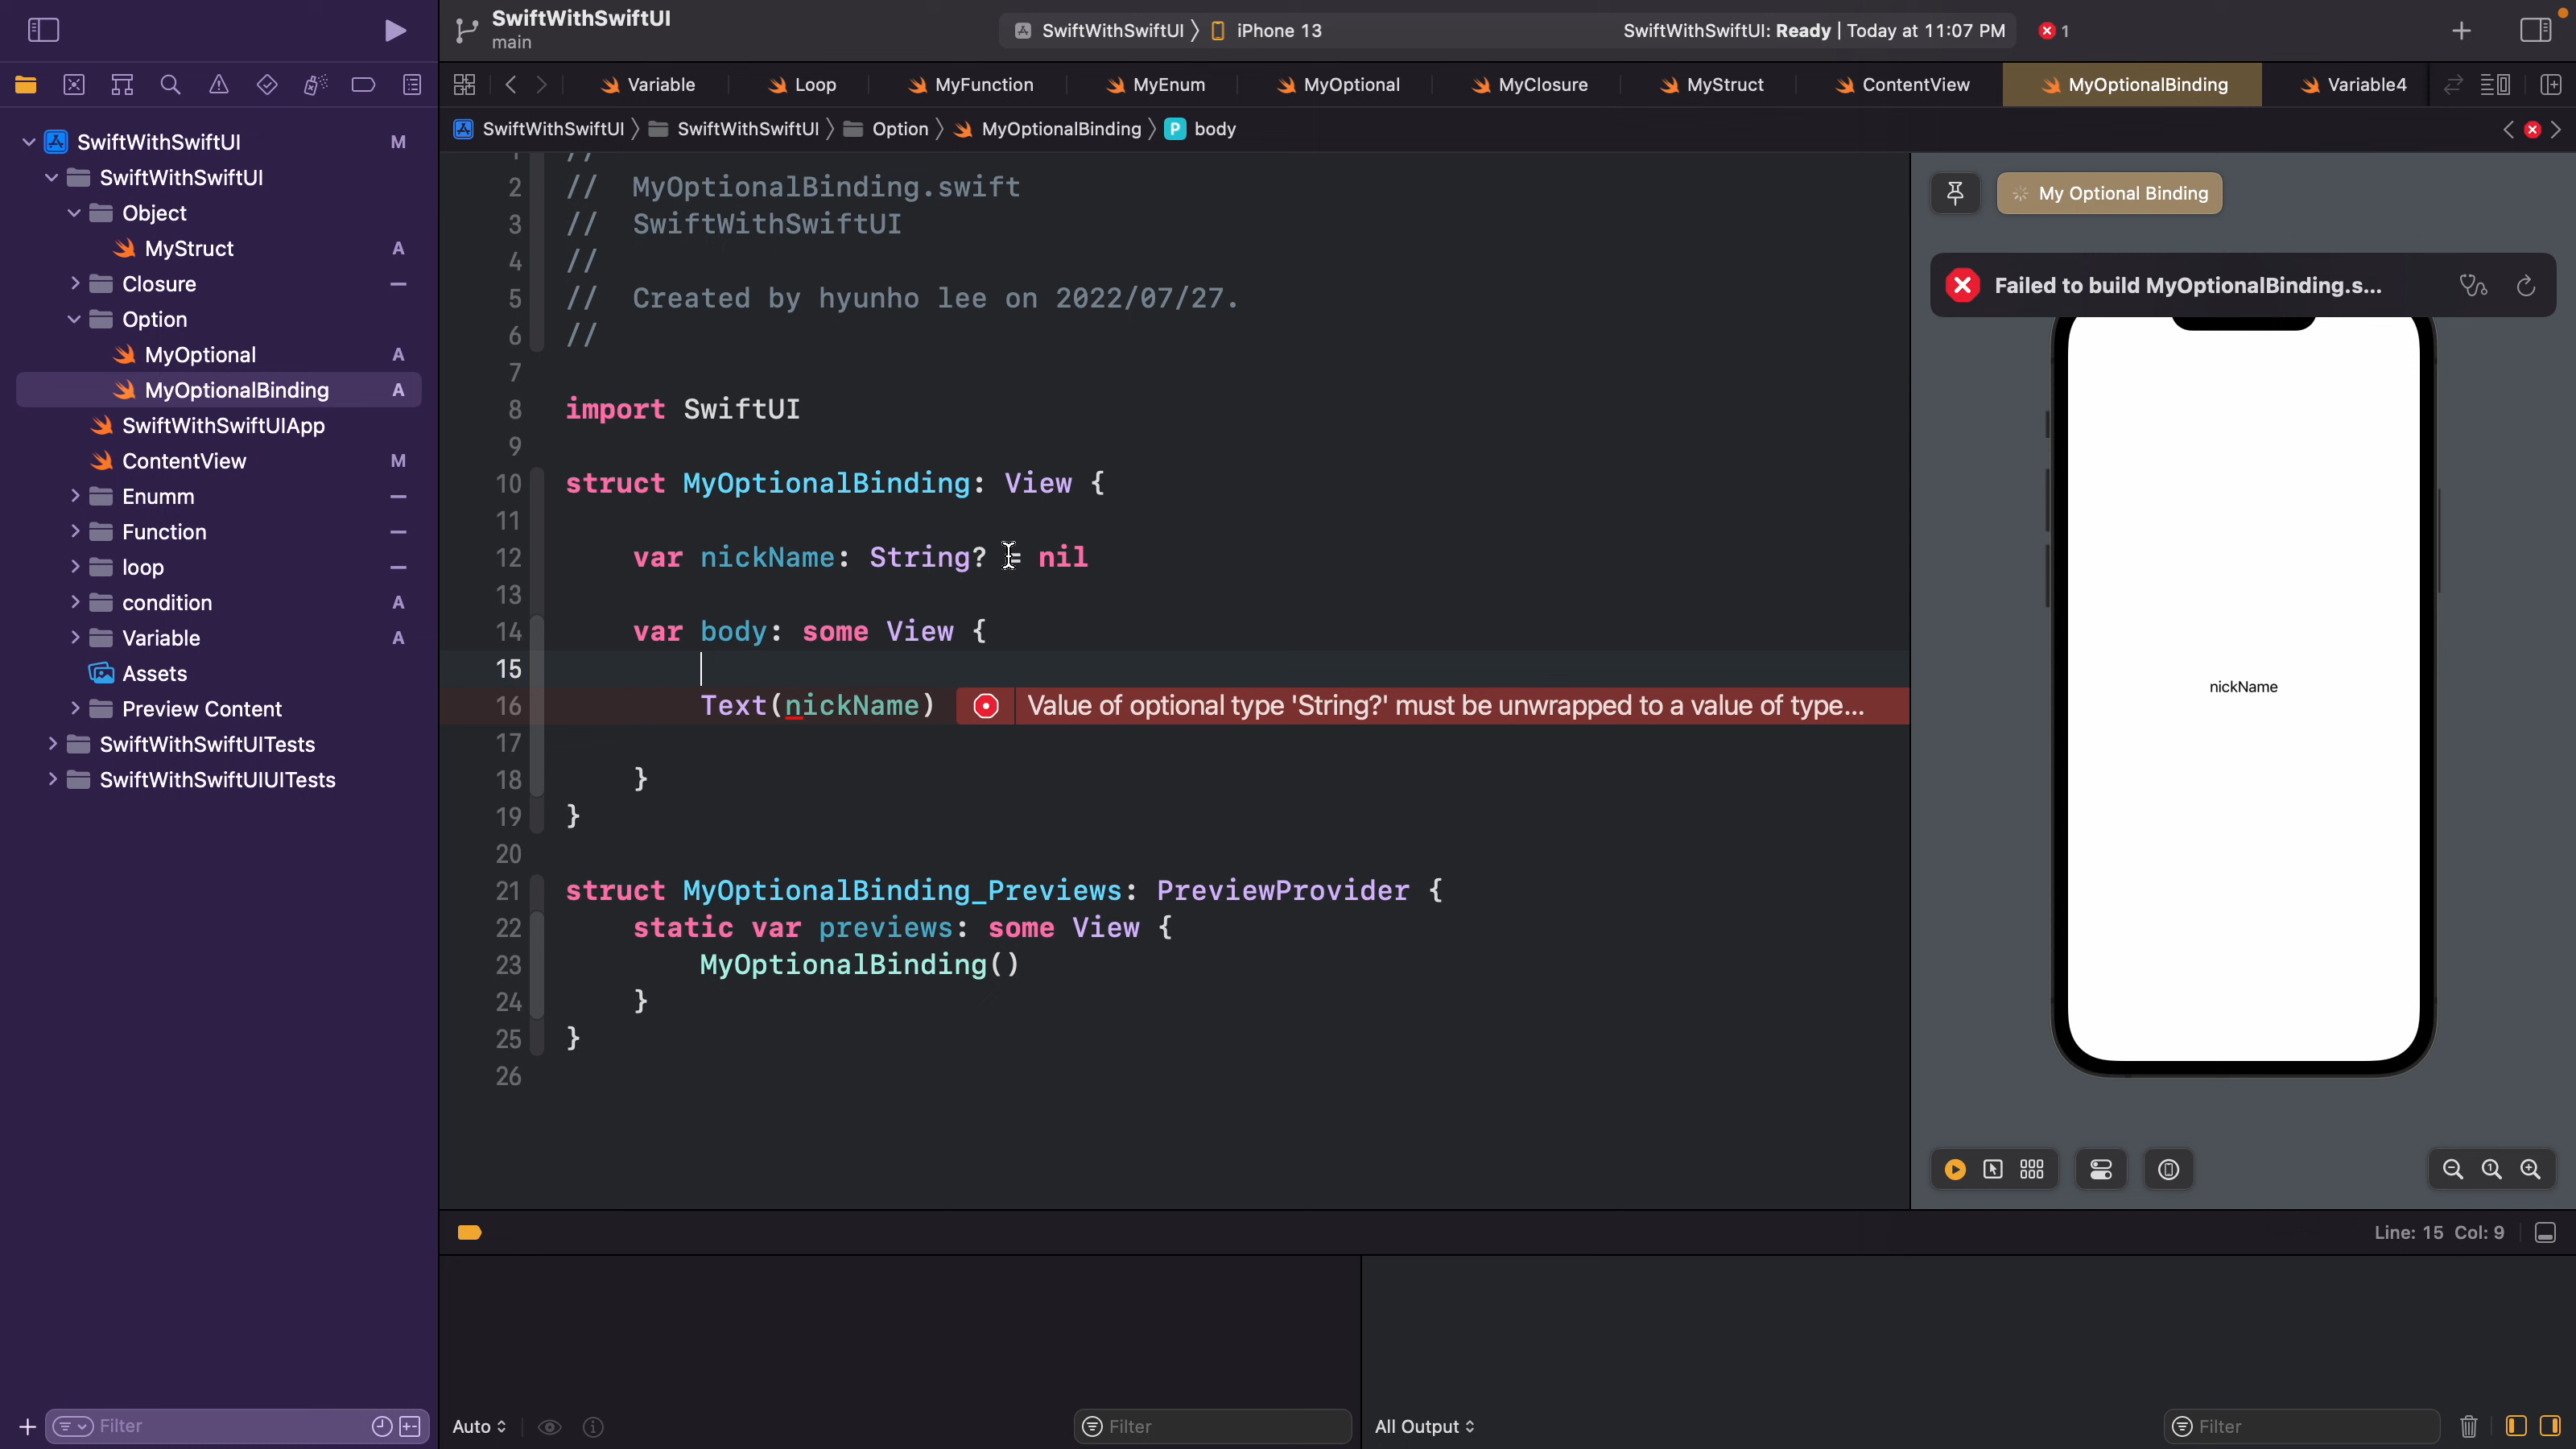 SwiftWithSwiftUI
main
SwiftWithSwiftUI
iPhone 13
SwiftWithSwiftUI: Ready | Today at 11:07 PM
1
Variable
Loop
MyFunction
MyEnum
MyOptional
MyClosure
MyStruct
ContentView
MyOptionalBinding
Variable4
SwiftWithSwiftUI
SwiftWithSwiftUI
Option
MyOptionalBinding
P body
SwiftWithSwiftUI M
SwiftWithSwiftUI
Object
MyStruct A
Closure
Option
MyOptional A
MyOptionalBinding A
SwiftWithSwiftUIApp
ContentView M
Enumm
Function
loop
condition A
Variable A
Assets
Preview Content
SwiftWithSwiftUITests
SwiftWithSwiftUIUITests
Filter
1 //
2 // MyOptionalBinding.swift
3 // SwiftWithSwiftUI
4 //
5 // Created by hyunho lee on 2022/07/27.
6 //
7
8 import SwiftUI
9
10 struct MyOptionalBinding: View {
11
12 var nickName: String? = nil
13
14 var body: some View {
15
16 Text(nickName) Value of optional type 'String?' must be unwrapped to a value of type...
17
18 }
19 }
20
21 struct MyOptionalBinding_Previews: PreviewProvider {
22 static var previews: some View {
23 MyOptionalBinding()
24 }
25 }
26
My Optional Binding
Failed to build MyOptionalBinding.s...
nickName
Line: 15 Col: 9
Auto
Filter
All Output
Filter